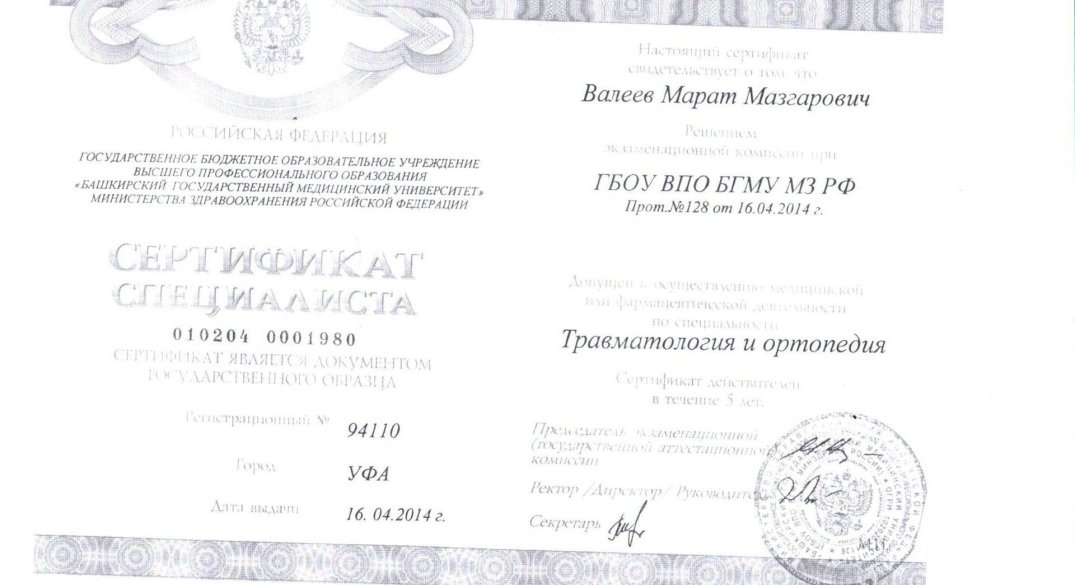 РОССИЙСКАЯ ФЕДЕРАЦИЯ
ГОСУДАРСТВЕННОЕ БЮДЖЕТНОЕ ОБРАЗОВАТЕЛЬНОЕ УЧРЕЖДЕНИЕ
ВЫСШЕГО ПРОФЕССИОНАЛЬНОГО ОБРАЗОВАНИЯ
«БАШКИРСКИЙ ГОСУДАРСТВЕННЫЙ МЕДИЦИНСКИЙ УНИВЕРСИТЕТ»
МИНИСТЕРСТВА ЗДРАВООХРАНЕНИЯ РОССИЙСКОЙ ФЕДЕРАЦИИ
СЕРТИФИКАТ
СПЕЦИАЛИСТА
010204 0001980
СЕРТИФИКАТ ЯВЛЯЕТСЯ ДОКУМЕНТОМ
ГОСУДАРСТВЕННОГО ОБРАЗЦА
Регистрационный № 94110
Город УФА
Дата выдачи 16. 04.2014 г.
Настоящий сертификат
свидетельствует о том, что
Валеев Марат Мазгарович
Решением
экзаменационной комиссии при
ГБОУ ВПО БГМУ МЗ РФ
Прот.№128 от 16.04.2014 г.
Допущен к осуществлению медицинской
или фармацевтической деятельности
по специальности
Травматология и ортопедия
Сертификат действителен
в течение 5 лет.
Председатель экзаменационной
(государственной аттестационной
комиссии
Ректор /Директор/ Руководитель
Секретарь